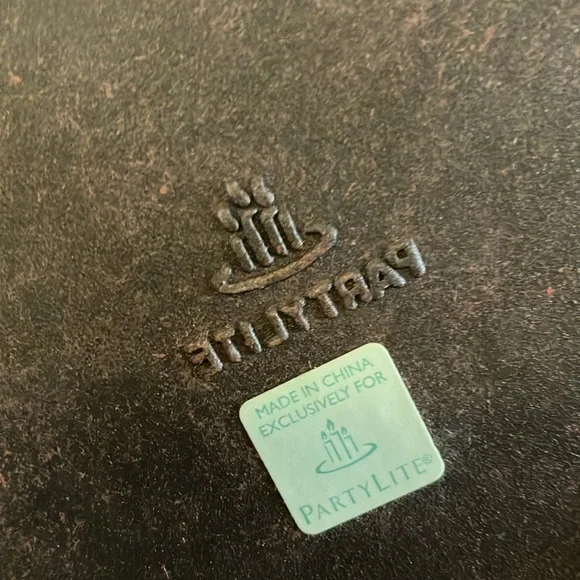 PARTYLITE
MADE IN CHINA
EXCLUSIVELY FOR
PARTYLITE®